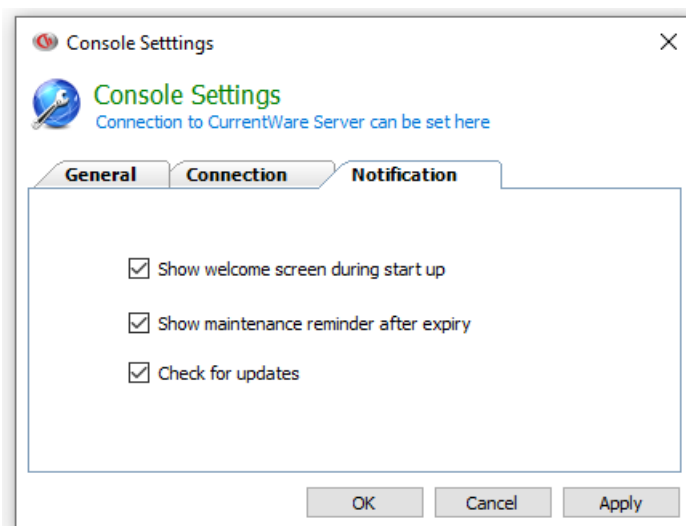 Console Setttings
Console Settings
Connection to CurrentWare Server can be set here
General Connection Notification
Show welcome screen during start up
Show maintenance reminder after expiry
Check for updates
OK Cancel Apply